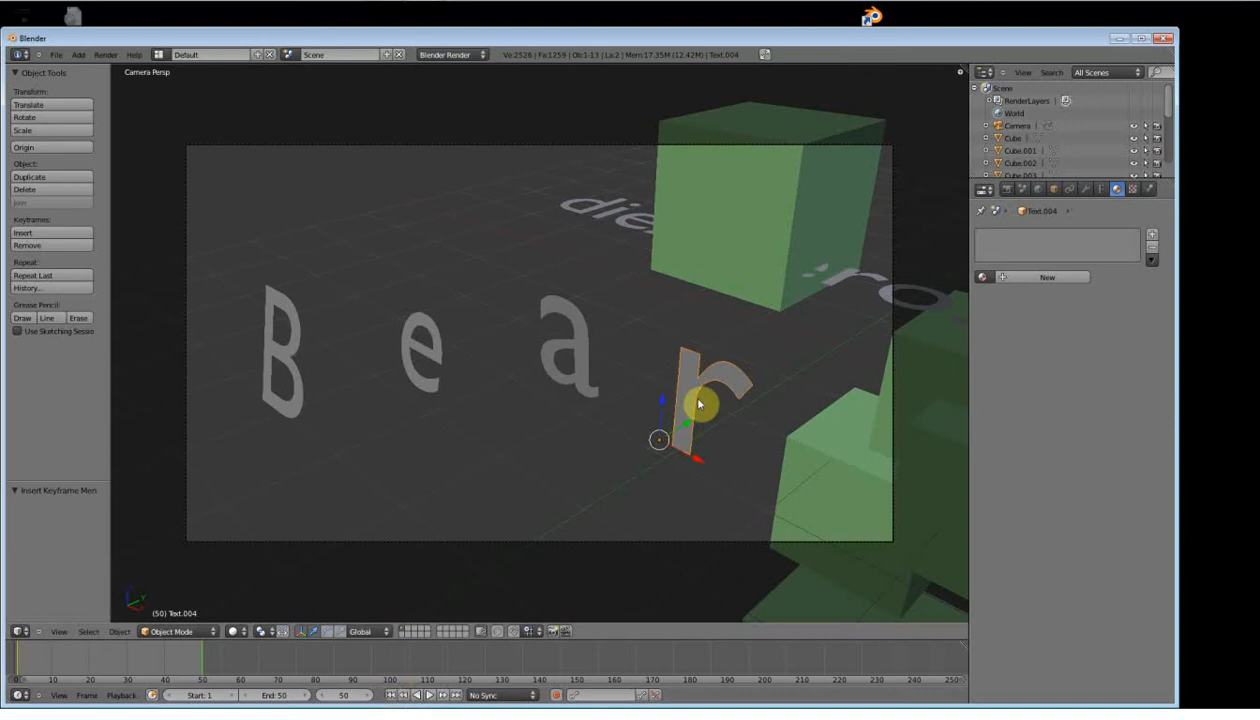 Blender
File Add Render Help Default Scene Blender Render Ve:2526 | Fa:1259 | Ob:1-13 | La:2 | Mem:17.35M (12.42M) | Text.004
Object Tools
Camera Persp
View Search All Scenes
Transform:
Translate
Rotate
Scale
Origin
Object:
Duplicate
Delete
Join
Keyframes:
Insert
Remove
Repeat:
Repeat Last
History...
Grease Pencil:
Draw Line Erase
Use Sketching Sessio
Insert Keyframe Men
Scene
RenderLayers
World
Camera
Cube
Cube.001
Cube.002
Cube.003
Text.004
New
die
B e a r
(50) Text.004
View Select Object Object Mode Global
0 10 20 30 40 50 60 70 80 90 100 110 120 130 140 150 160 170 180 190 200 210 220 230 240 250
View Frame Playback Start: 1 End: 50 50 No Sync